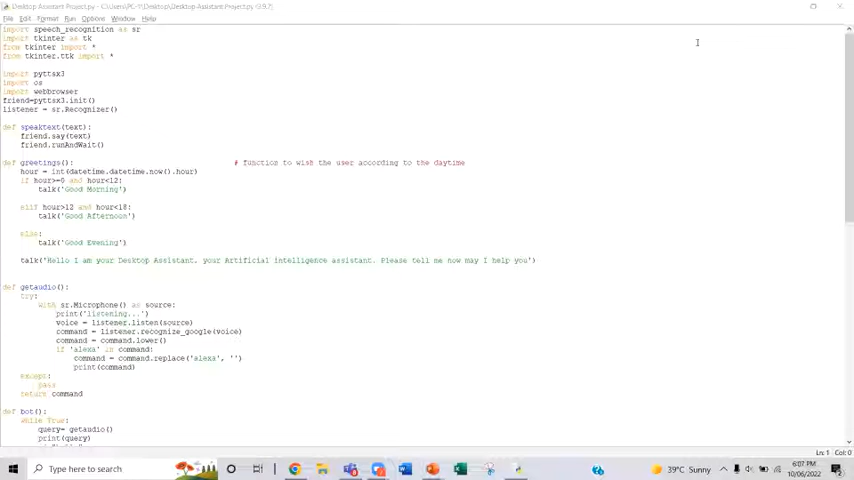 Desktop Assistant Project.py - C:\Users\PC-11\Desktop\Desktop-Assistant-Project.py (3.9.7)
File Edit Format Run Options Window Help
import speech_recognition as sr
import tkinter as tk
from tkinter import *
from tkinter.ttk import *
import pyttsx3
import os
import webbrowser
friend=pyttsx3.init()
listener = sr.Recognizer()
def speaktext(text):
friend.say(text)
friend.runAndWait()
def greetings(): # function to wish the user according to the daytime
hour = int(datetime.datetime.now().hour)
if hour>=0 and hour<12:
talk('Good Morning')
elif hour>12 and hour<18:
talk('Good Afternoon')
else:
talk('Good Evening')
talk('Hello I am your Desktop Assistant. your Artificial intelligence assistant. Please tell me how may I help you')
def getaudio():
try:
with sr.Microphone() as source:
print('listening...')
voice = listener.listen(source)
command = listener.recognize_google(voice)
command = command.lower()
if 'alexa' in command:
command = command.replace('alexa', '')
print(command)
except:
pass
return command
def bot():
while True:
query= getaudio()
print(query)
Ln: 1 Col: 0
Type here to search
39°C Sunny
6:07 PM
10/06/2022